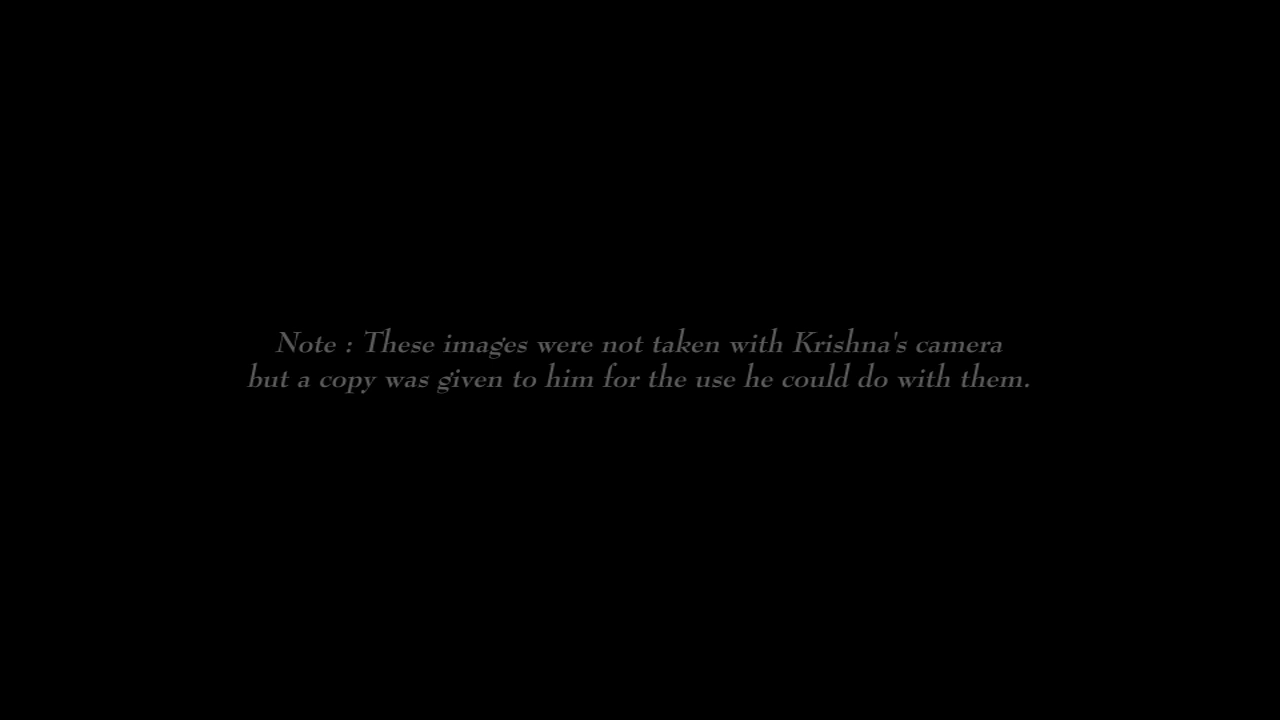 Note : These images were not taken with Krishna's camera
but a copy was given to him for the use he could do with them.